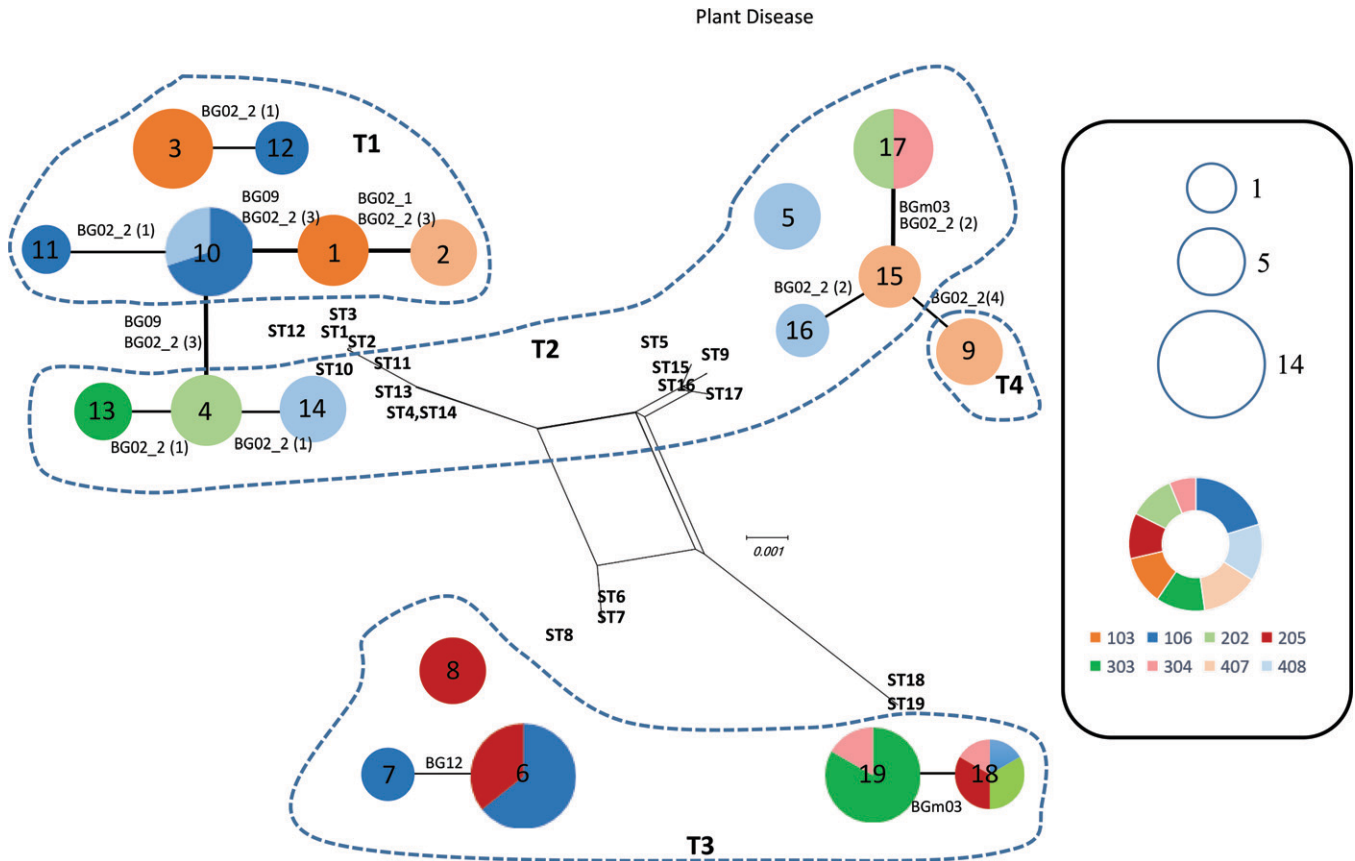 Plant Disease
BG02_2 (1)
3
12
T1
BG09
BG02_2 (3)
BG02_1
BG02_2 (3)
BG02_2 (1)
11
10
1
2
17
5
BGm03
BG02_2 (2)
15
BG02_2 (2)
BG02_2(4)
16
9
T4
BG09
BG02_2 (3)
ST3
ST12
ST1
ST2
ST11
ST10
ST13
ST4,ST14
T2
ST5
ST9
ST15
ST16
ST17
13
4
14
BG02_2 (1)
BG02_2 (1)
0.001
ST6
ST7
ST8
ST18
ST19
8
7
BG12
6
19
18
BGm03
T3
1
5
14
103 106 202 205
303 304 407 408